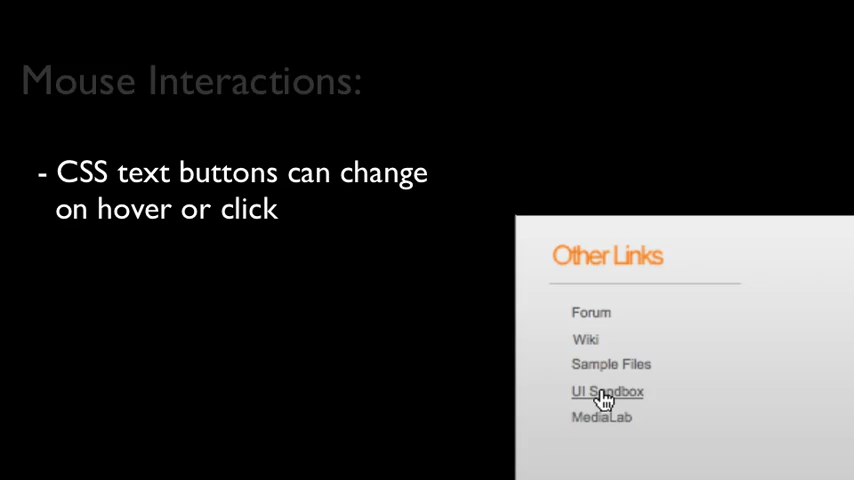 Mouse Interactions:
- CSS text buttons can change
on hover or click
Other Links
Forum
Wiki
Sample Files
UI Sandbox
MediaLab